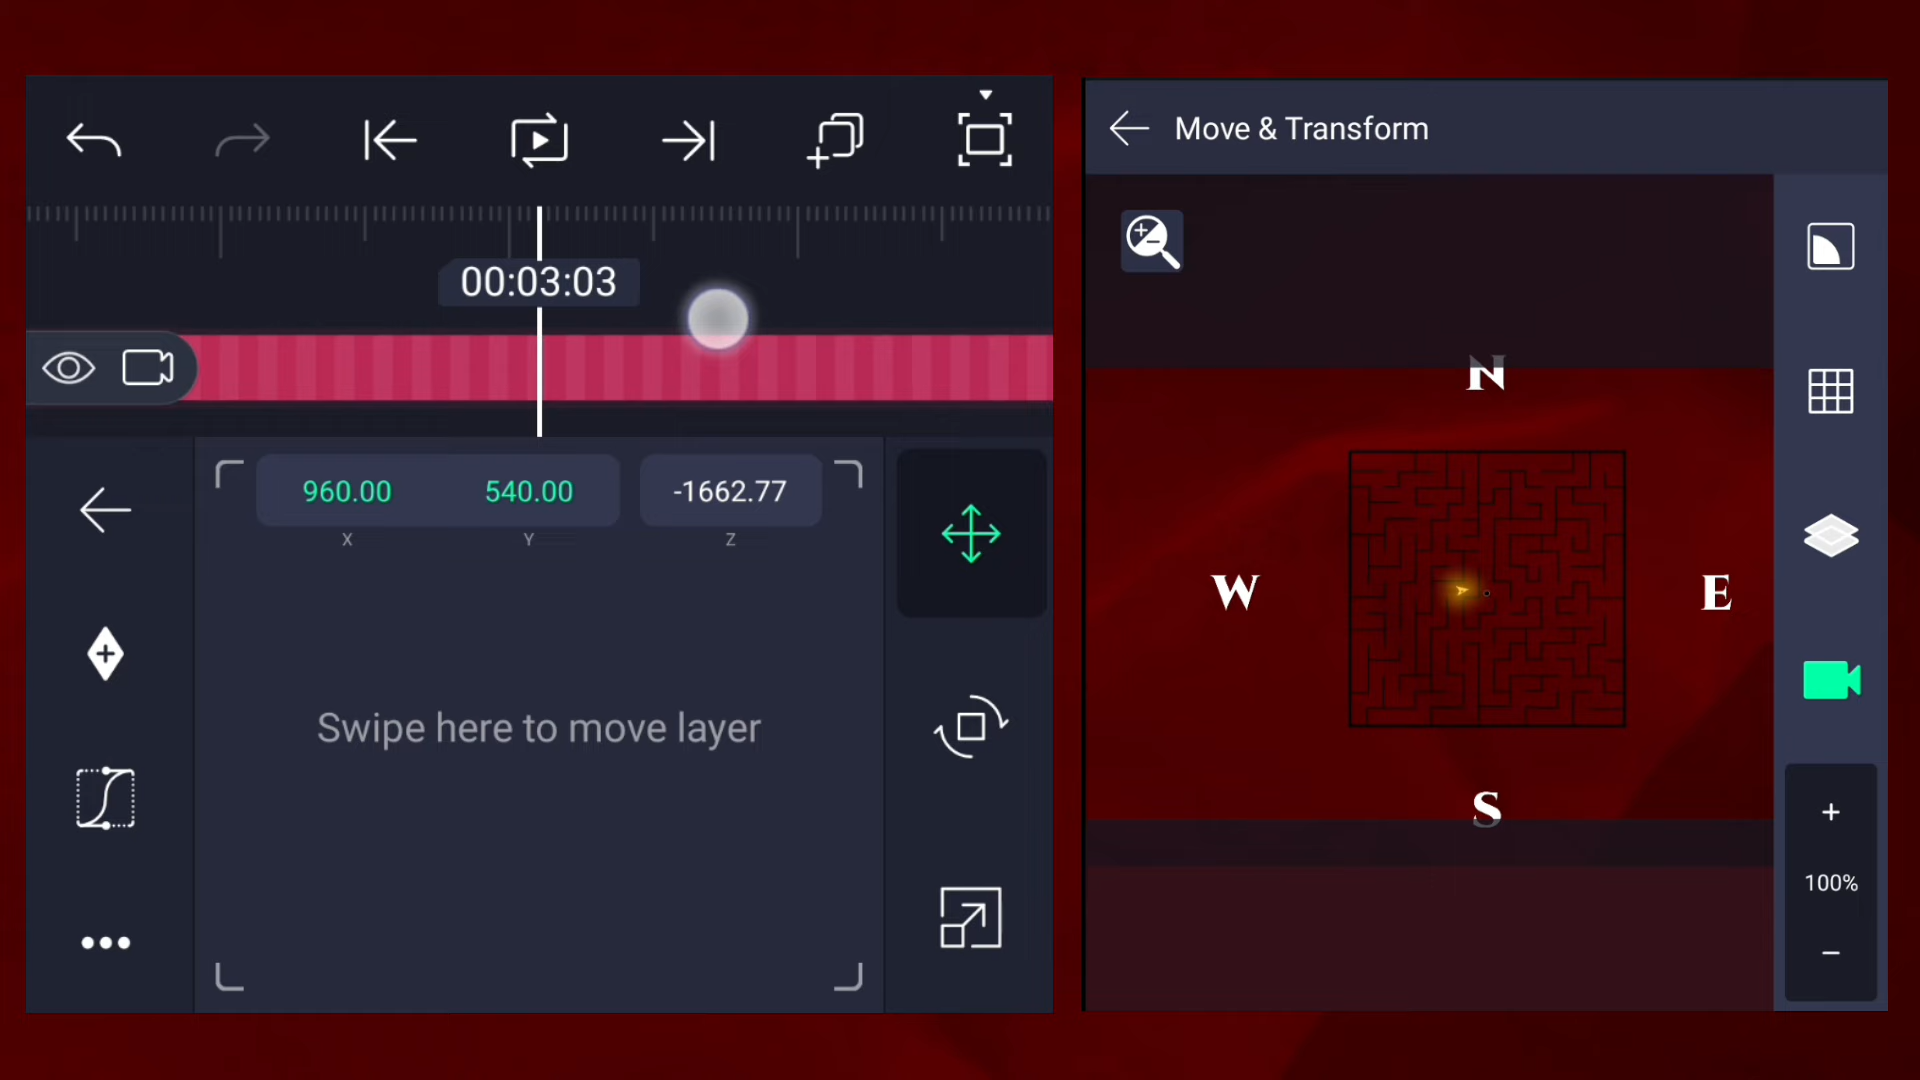 00:03:03
960.00 540.00 -1662.77
X Y Z
Swipe here to move layer
Move & Transform
N
W E
S
100%